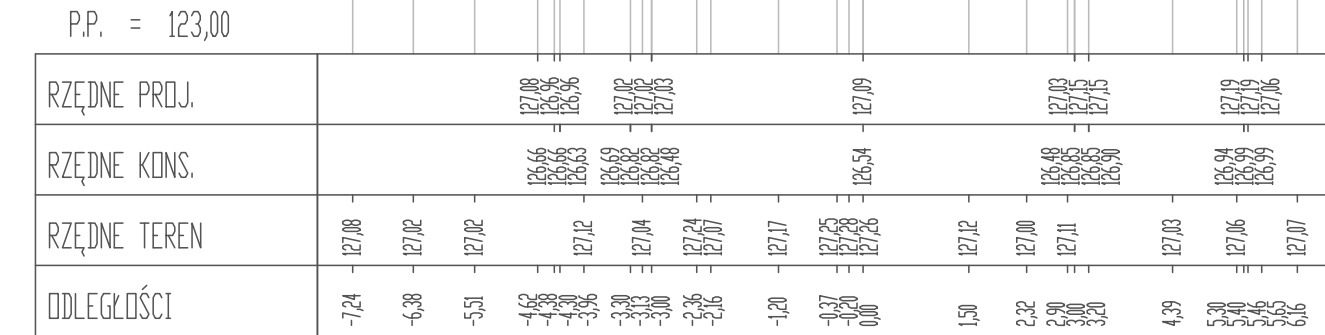 P.P. = 123,00
RZĘDNE PROJ. 127,08 126,96 126,96 127,02 127,02 127,03 127,09 127,03 127,15 127,15 127,19 127,19 127,06
RZĘDNE KONS. 126,66 126,66 126,66 126,63 126,69 126,82 126,82 126,48 126,54 126,48 126,85 126,85 126,90 126,94 126,99 126,99
RZĘDNE TEREN 127,08 127,02 127,02 127,12 127,04 127,24 127,07 127,17 127,25 127,28 127,26 127,12 127,00 127,11 127,03 127,06 127,07
ODLEGŁOŚCI -7,24 -6,38 -5,51 -4,62 -4,38 -4,30 -3,96 -3,30 -3,13 -3,00 -2,36 -2,16 -1,20 -0,37 -0,20 0,00 1,50 2,32 2,90 3,00 3,20 4,39 5,30 5,40 5,46 5,65 6,16